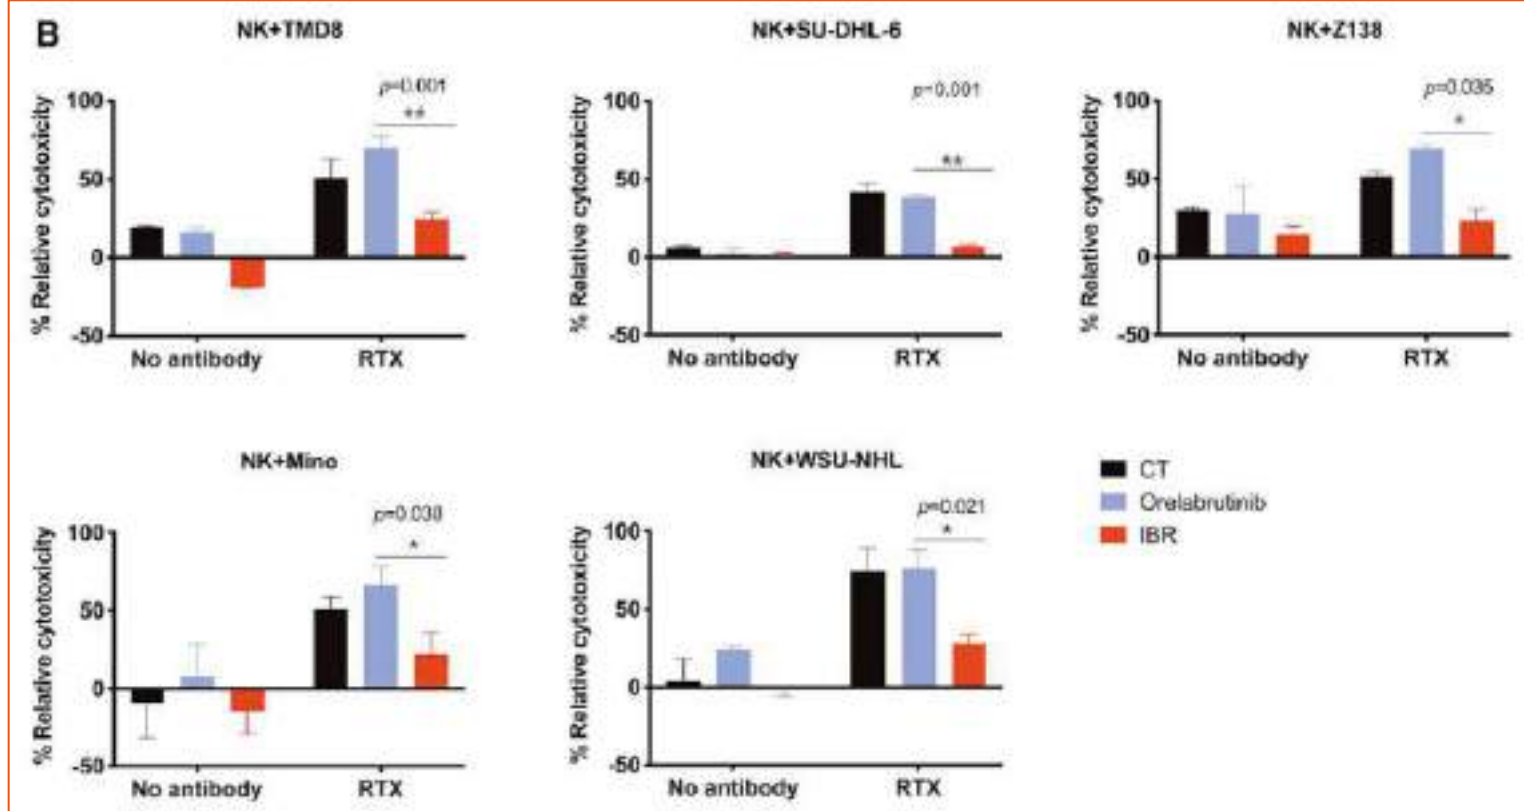 B
NK+TMD8
p=0.001
**
% Relative cytotoxicity
100
50
0
-50
No antibody
RTX
NK+SU-DHL-6
p=0.001
**
% Relative cytotoxicity
100
50
0
-50
No antibody
RTX
NK+Z138
p=0.035
*
% Relative cytotoxicity
100
50
0
-50
No antibody
RTX
NK+Mino
p=0.038
*
% Relative cytotoxicity
100
50
0
-50
No antibody
RTX
NK+WSU-NHL
p=0.021
*
% Relative cytotoxicity
100
50
0
-50
No antibody
RTX
CT
Orelabrutinib
IBR